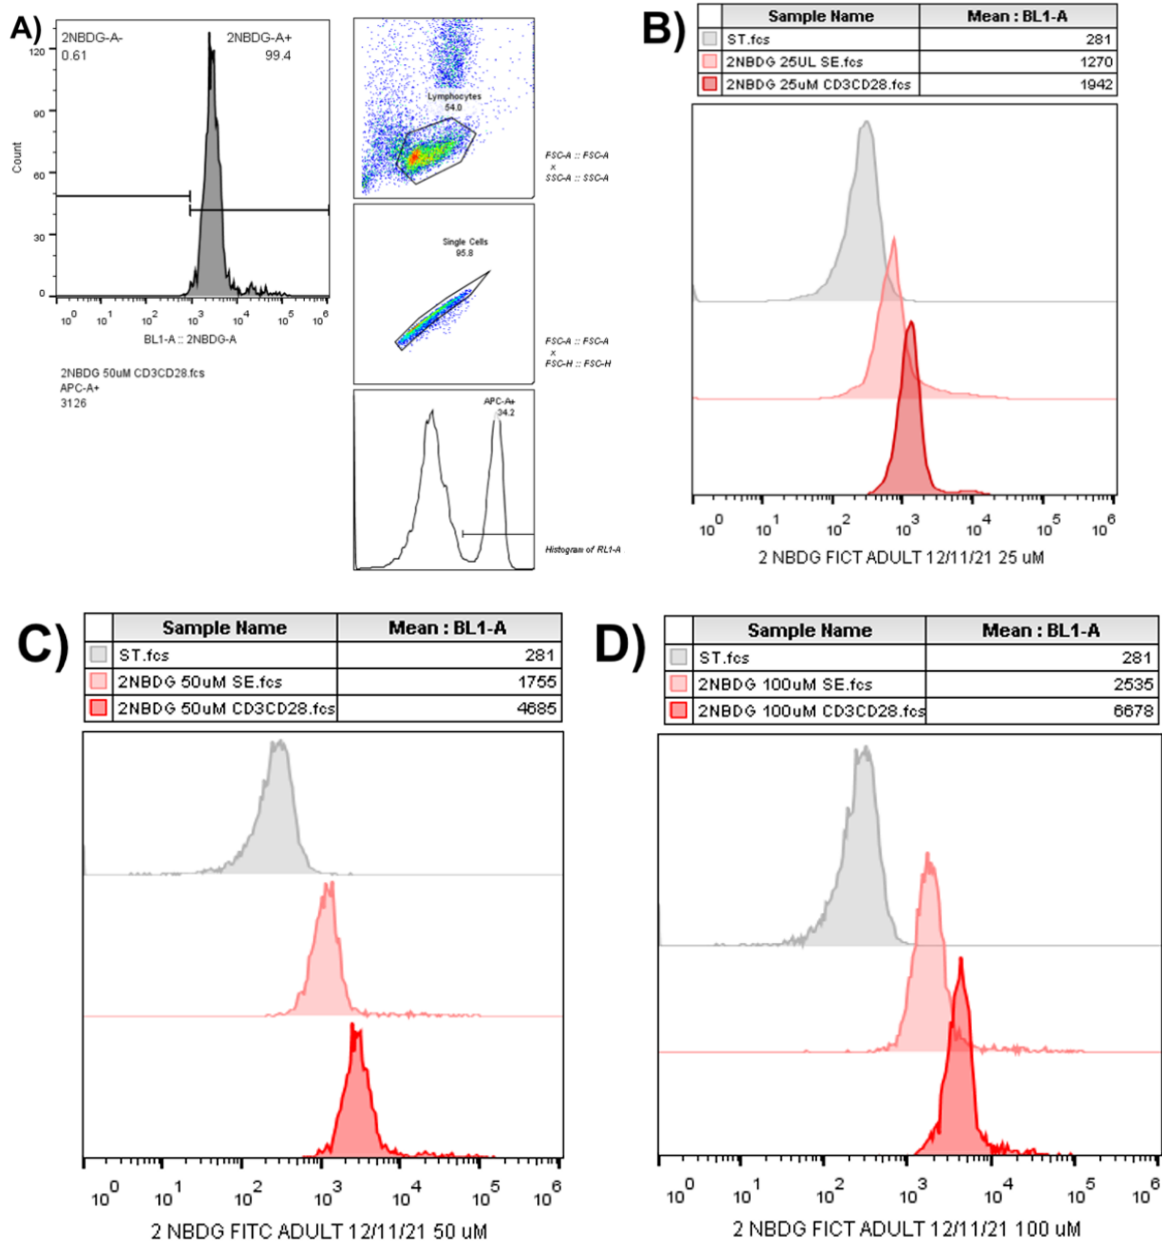 A)
2NBDG-A-
0.61
2NBDG-A+
99.4
120
90
60
30
0
Count
10^0 10^1 10^2 10^3 10^4 10^5 10^6
BL1-A :: 2NBDG-A
2NBDG 50uM CD3CD28.fcs
APC-A+
3126
Lymphocytes
54.0
FSC-A :: FSC-A
x
SSC-A :: SSC-A
Single Cells
95.8
FSC-A :: FSC-A
x
FSC-H :: FSC-H
APC-A+
34.2
Histogram of RL1-A
B)
Sample Name Mean : BL1-A
ST.fcs 281
2NBDG 25UL SE.fcs 1270
2NBDG 25uM CD3CD28.fcs 1942
10^0 10^1 10^2 10^3 10^4 10^5 10^6
2 NBDG FICT ADULT 12/11/21 25 uM
C)
Sample Name Mean : BL1-A
ST.fcs 281
2NBDG 50uM SE.fcs 1755
2NBDG 50uM CD3CD28.fcs 4685
10^0 10^1 10^2 10^3 10^4 10^5 10^6
2 NBDG FITC ADULT 12/11/21 50 uM
D)
Sample Name Mean : BL1-A
ST.fcs 281
2NBDG 100uM SE.fcs 2535
2NBDG 100uM CD3CD28.fcs 6678
10^0 10^1 10^2 10^3 10^4 10^5 10^6
2 NBDG FICT ADULT 12/11/21 100 uM